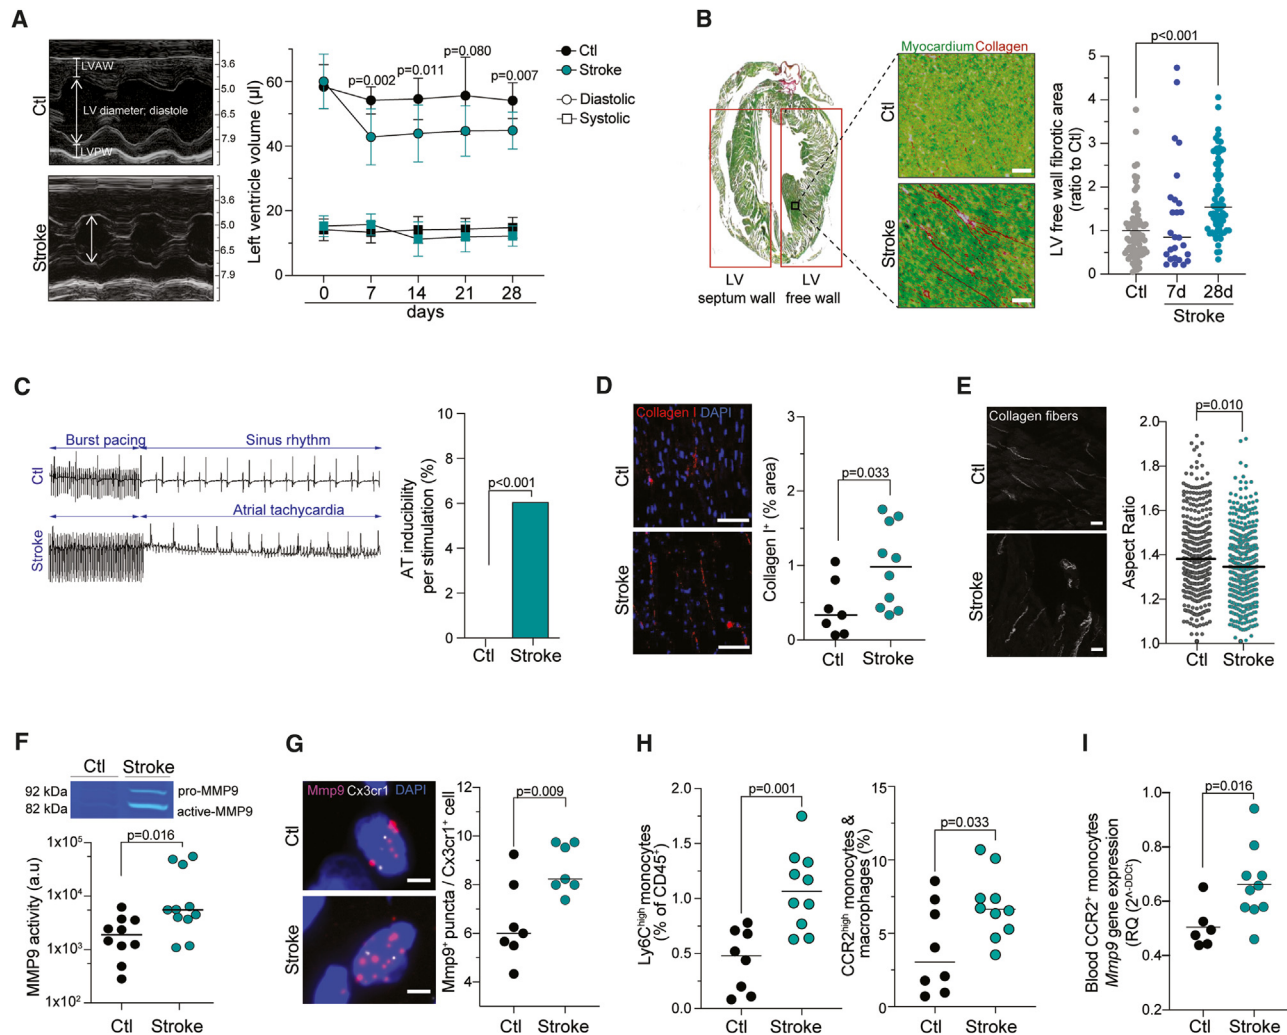 A
Ctl
LVAW
LV diameter; diastole
LVPW
3.6
5.0
6.5
7.9
Stroke
3.6
5.0
6.5
7.9
Left ventricle volume (µl)
60
40
20
0
p=0.002
p=0.011
p=0.080
p=0.007
0
7
14
21
28
days
Ctl
Stroke
Diastolic
Systolic
B
LV
septum wall
LV
free wall
Myocardium Collagen
Ctl
Stroke
LV free wall fibrotic area
(ratio to Ctl)
5
4
3
2
1
0
p<0.001
Ctl
7d
28d
Stroke
C
Burst pacing
Sinus rhythm
Ctl
Atrial tachycardia
Stroke
AT inducibility
per stimulation (%)
10
8
6
4
2
0
p<0.001
Ctl
Stroke
D
Collagen I DAPI
Ctl
Stroke
Collagen I⁺ (% area)
3
2
1
0
p=0.033
Ctl
Stroke
E
Collagen fibers
Ctl
Stroke
Aspect Ratio
2.0
1.8
1.6
1.4
1.2
1.0
p=0.010
Ctl
Stroke
F
Ctl
Stroke
92 kDa
82 kDa
pro-MMP9
active-MMP9
MMP9 activity (a.u)
1x10⁵
1x10⁴
1x10³
1x10²
p=0.016
Ctl
Stroke
G
Mmp9 Cx3cr1 DAPI
Ctl
Stroke
Mmp9⁺ puncta / Cx3cr1⁺ cell
12
10
8
6
4
2
0
p=0.009
Ctl
Stroke
H
Ly6Cʰⁱᵍʰ monocytes
(% of CD45⁺)
2.0
1.5
1.0
0.5
0.0
p=0.001
Ctl
Stroke
CCR2ʰⁱᵍʰ monocytes &
macrophages (%)
15
10
5
0
p=0.033
Ctl
Stroke
I
Blood CCR2⁺ monocytes
Mmp9 gene expression
(RQ (2^-DDCt)
1.0
0.8
0.6
0.4
0.2
p=0.016
Ctl
Stroke